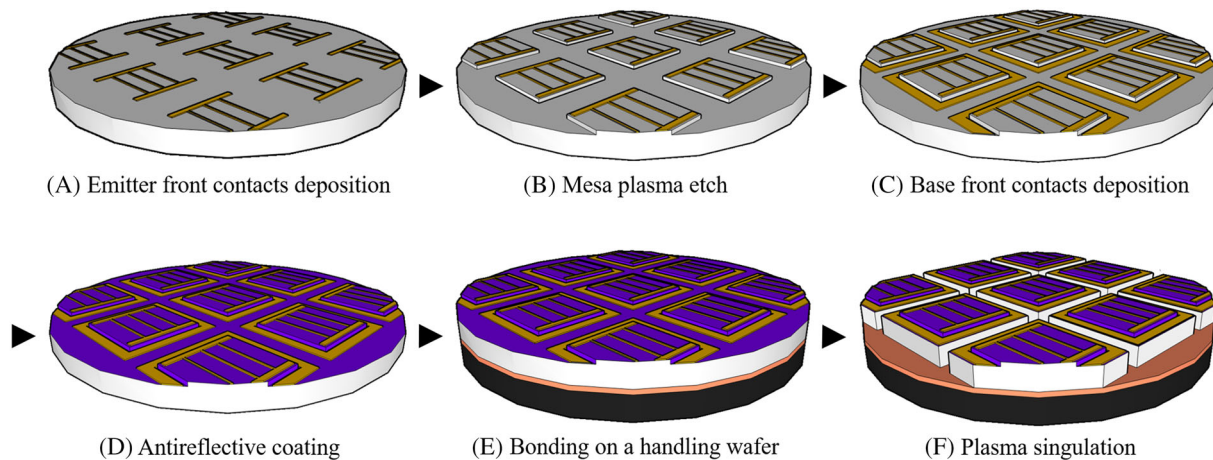 (A) Emitter front contacts deposition
(B) Mesa plasma etch
(C) Base front contacts deposition
(D) Antireflective coating
(E) Bonding on a handling wafer
(F) Plasma singulation